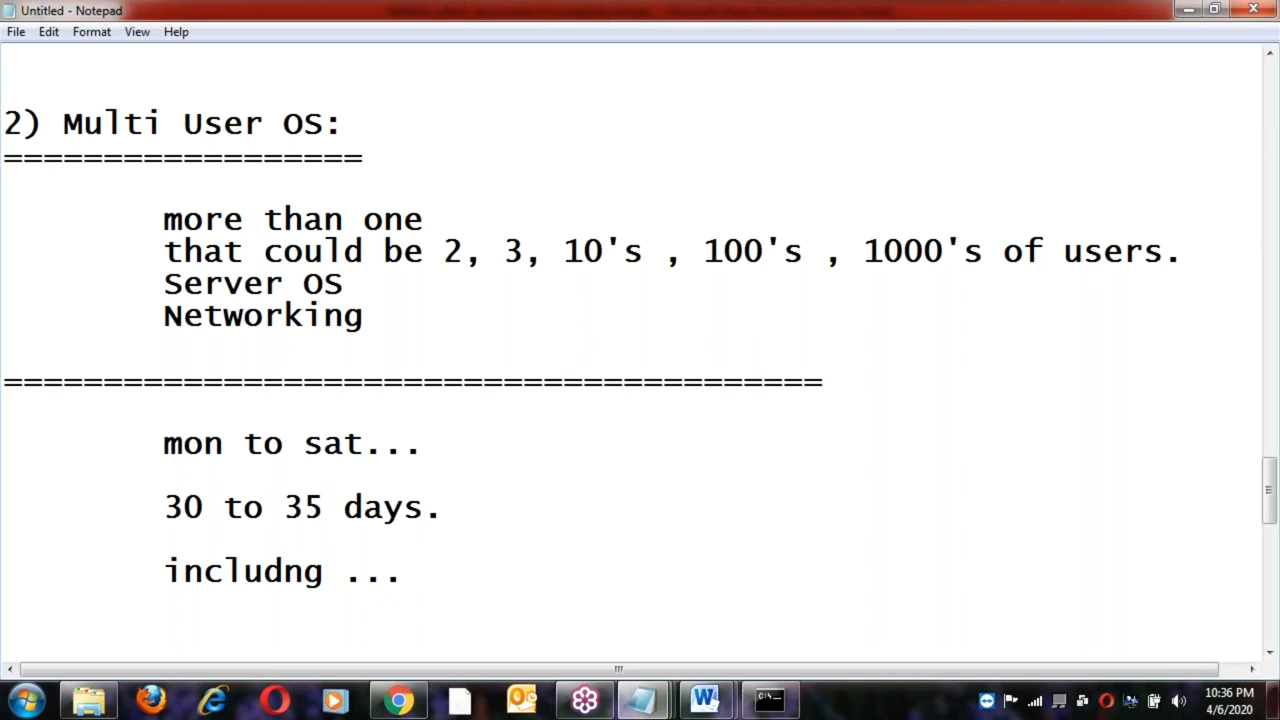 Untitled - Notepad
File Edit Format View Help
2) Multi User OS:
==================
more than one
that could be 2, 3, 10's , 100's , 1000's of users.
Server OS
Networking
=========================================
mon to sat...
30 to 35 days.
includng ...
10:36 PM
4/6/2020